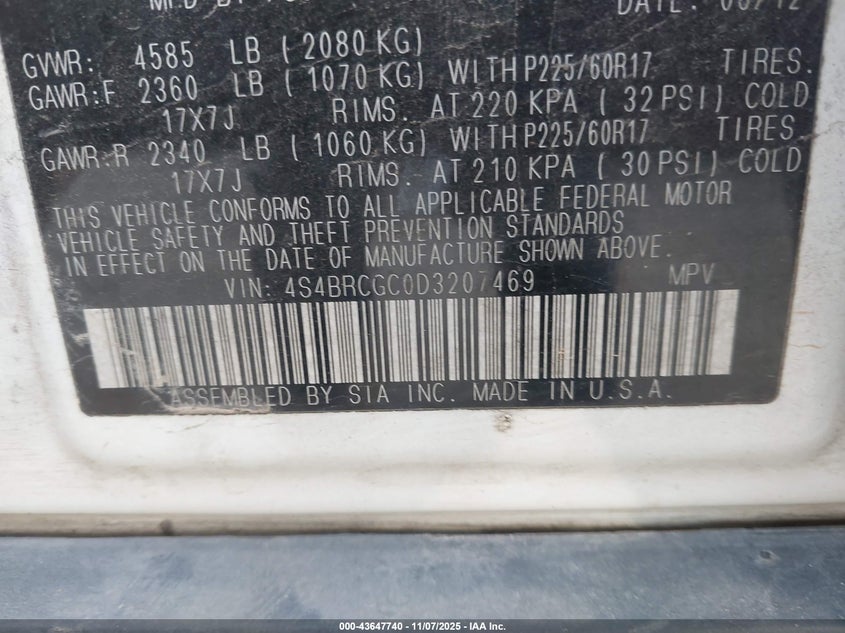 MFD BY
DATE:
GVWR: 4585 LB ( 2080 KG)
GAWR:F 2360 LB ( 1070 KG) WITH P225/60R17 TIRES.
17X7J RIMS. AT 220 KPA ( 32 PSI) COLD
GAWR:R 2340 LB ( 1060 KG) WITH P225/60R17 TIRES.
17X7J RIMS. AT 210 KPA ( 30 PSI) COLD
THIS VEHICLE CONFORMS TO ALL APPLICABLE FEDERAL MOTOR
VEHICLE SAFETY AND THEFT PREVENTION STANDARDS
IN EFFECT ON THE DATE OF MANUFACTURE SHOWN ABOVE.
VIN: 4S4BRCGC0D3207469 MPV
ASSEMBLED BY SIA INC. MADE IN U.S.A.
000-43647740 - 11/07/2025 - IAA Inc.